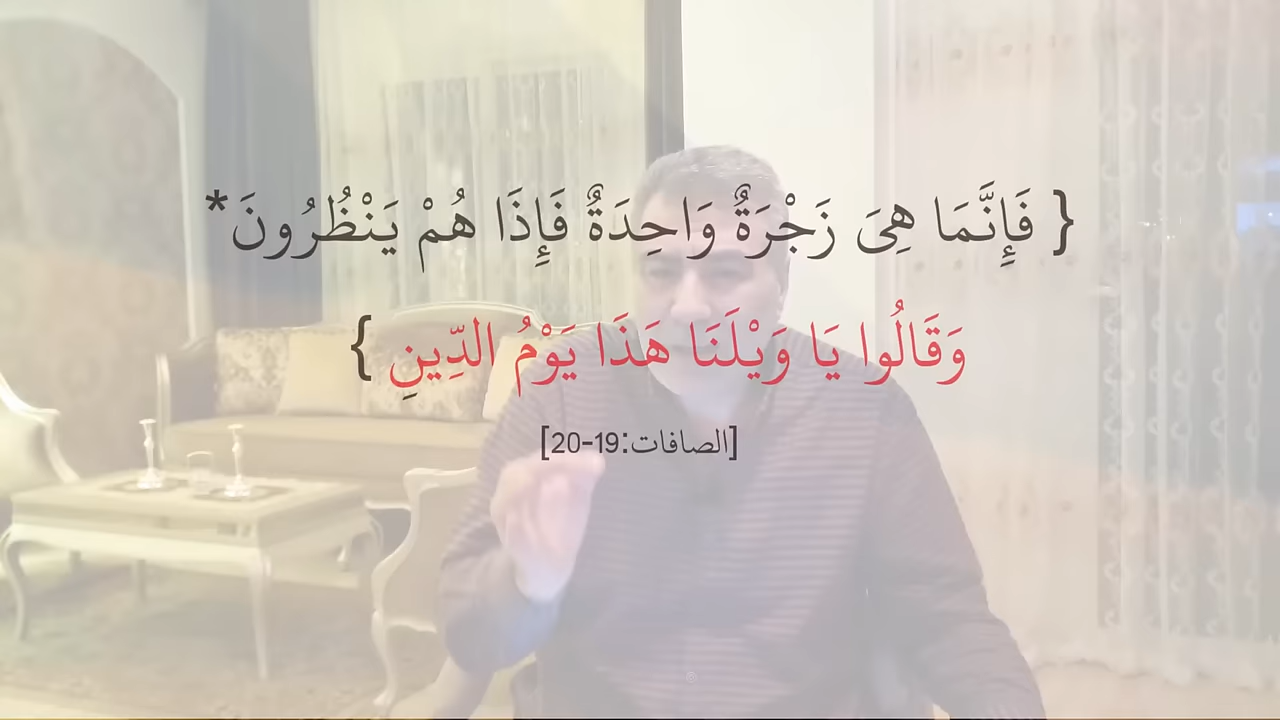 { فَإِنَّمَا هِىَ زَجْرَةٌ وَاحِدَةٌ فَإِذَا هُمْ يَنْظُرُونَ*
وَقَالُوا يَا وَيْلَنَا هَذَا يَوْمُ الدِّينِ }
[الصافات:19-20]